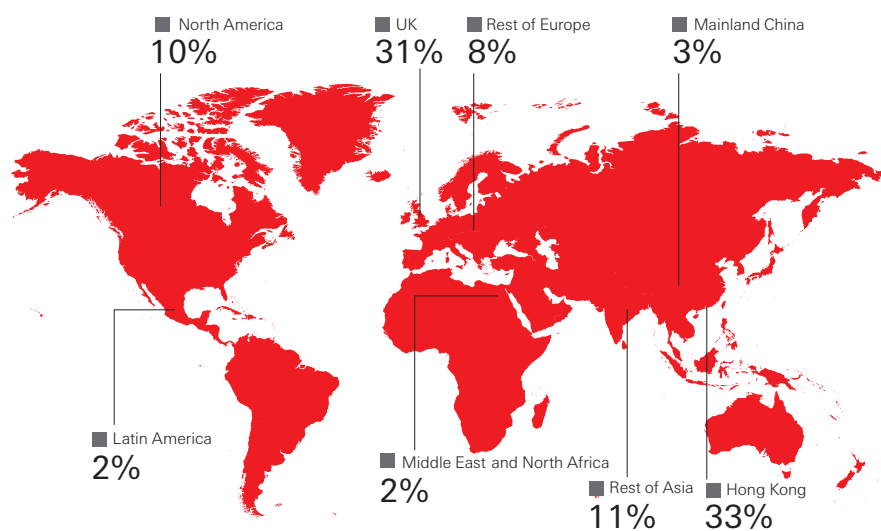 North America
10%
UK
31%
Rest of Europe
8%
Mainland China
3%
Latin America
2%
Middle East and North Africa
2%
Rest of Asia
11%
Hong Kong
33%